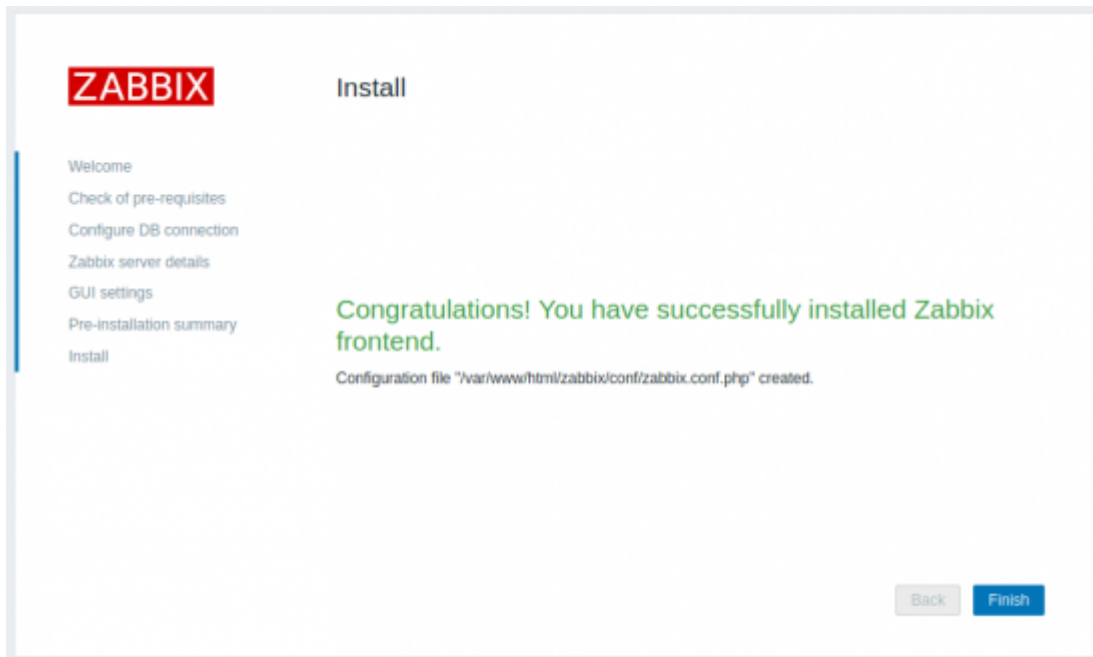 ZABBIX
Install
Welcome
Check of pre-requisites
Configure DB connection
Zabbix server details
GUI settings
Pre-installation summary
Install
Congratulations! You have successfully installed Zabbix
frontend.
Configuration file "/var/www/html/zabbix/conf/zabbix.conf.php" created.
Back
Finish